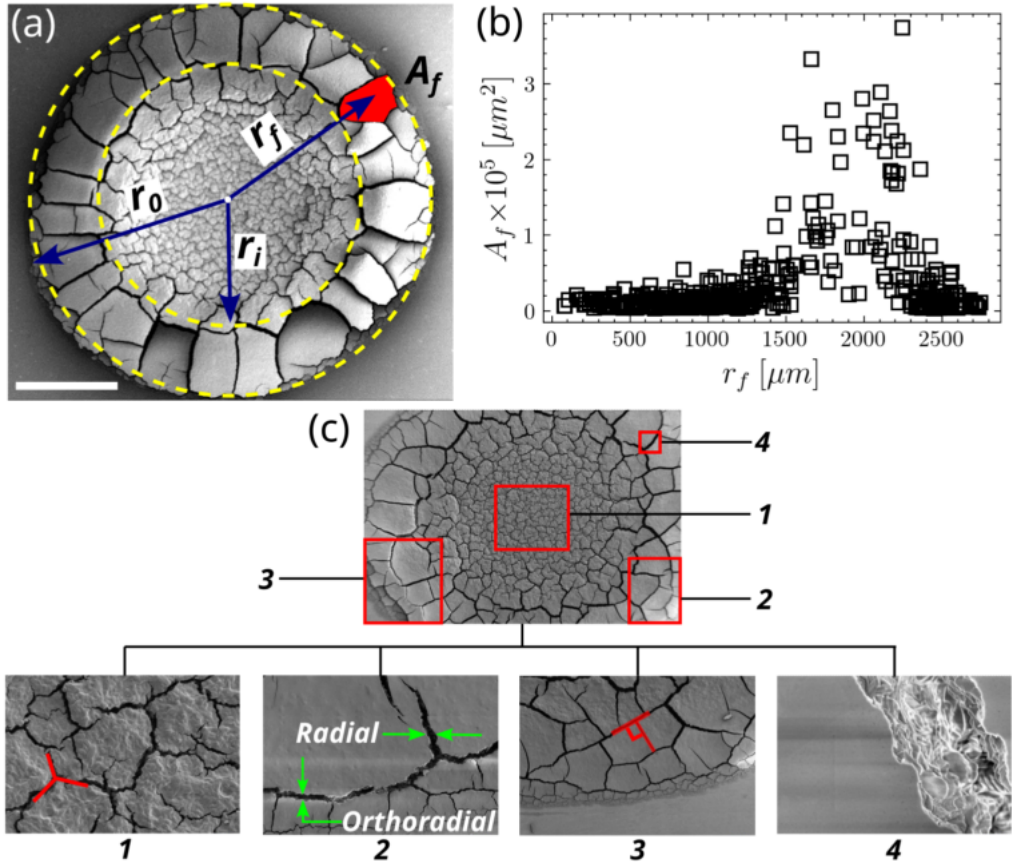 (a)
A_f
r_f
r_0
r_i
(b)
A_f × 10^5 [μm^2]
3
2
1
0
0 500 1000 1500 2000 2500
r_f [μm]
(c)
4
1
3
2
Radial
Orthoradial
1 2 3 4